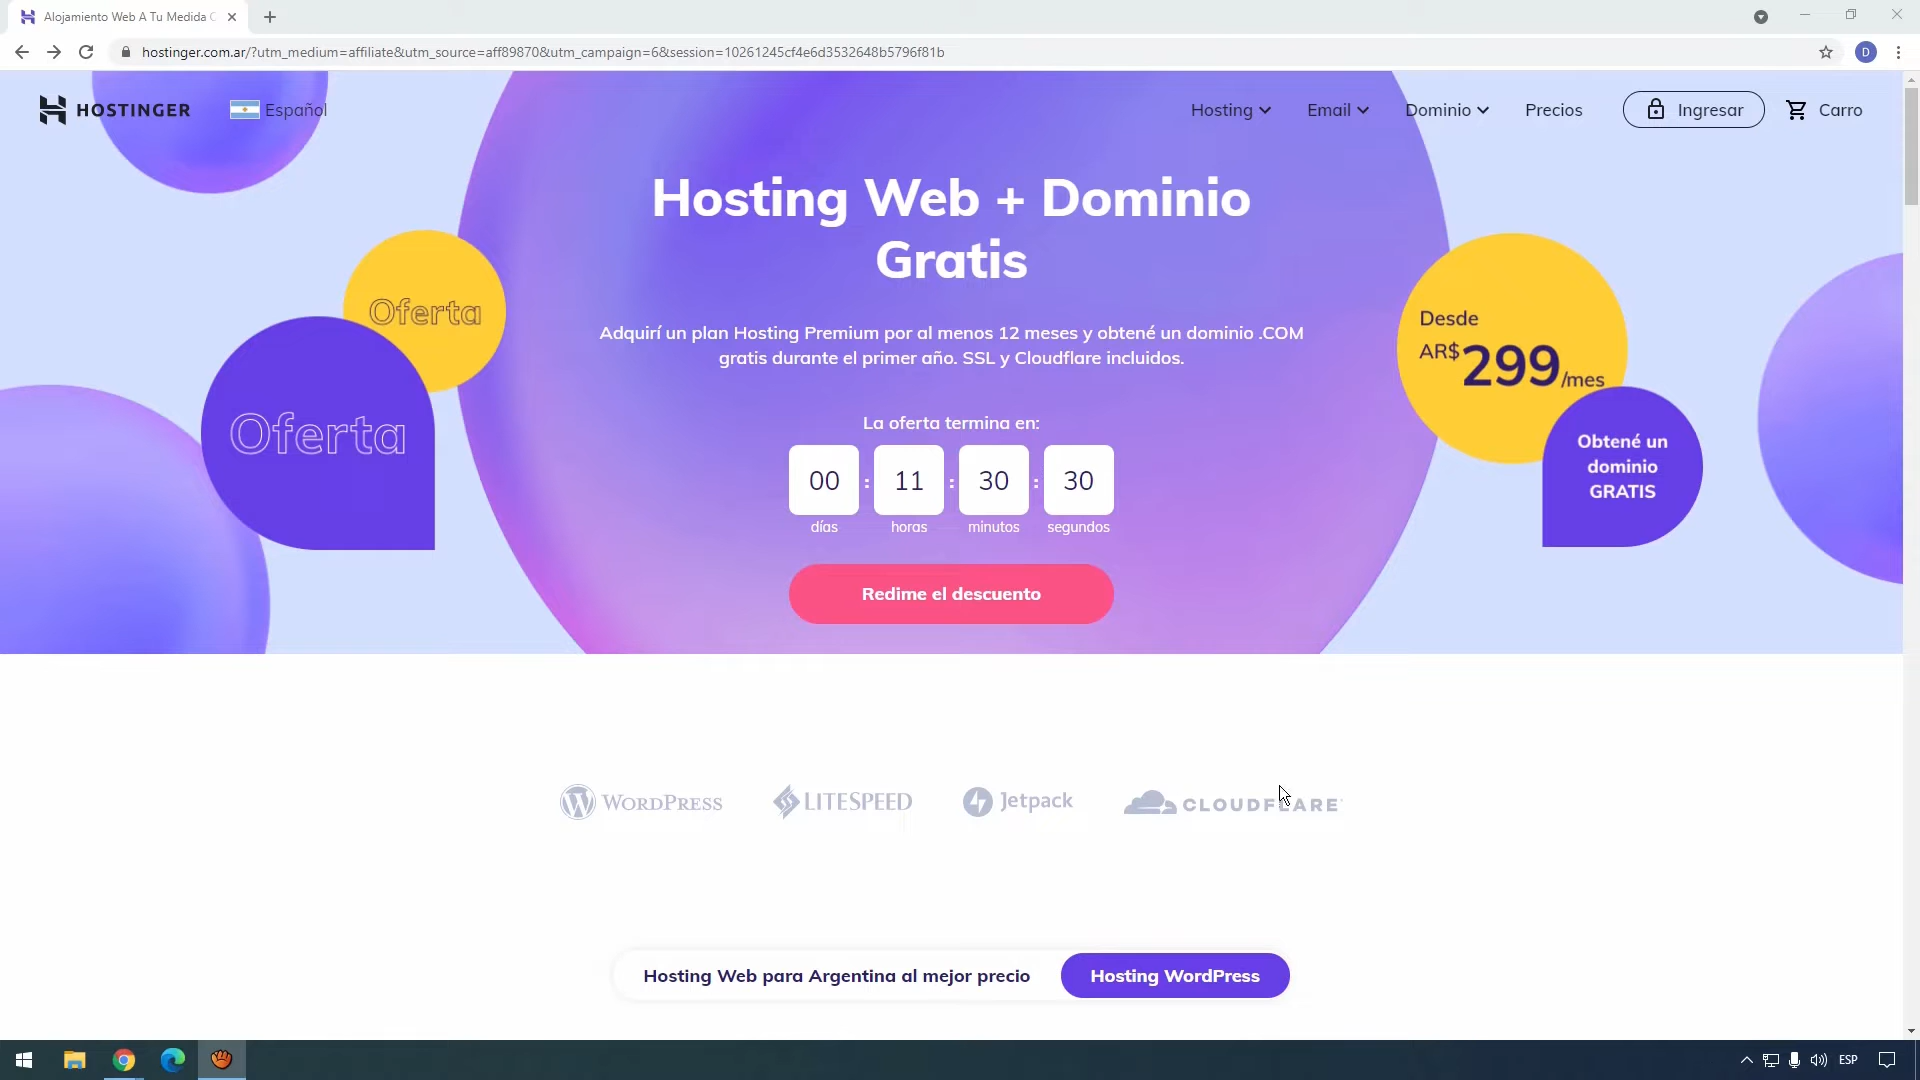 Alojamiento Web A Tu Medida
hostinger.com.ar/?utm_medium=affiliate&utm_source=aff89870&utm_campaign=6&session=10261245cf4e6d3532648b5796f81b
D
HOSTINGER
Español
Hosting
Email
Dominio
Precios
Ingresar
Carro
Hosting Web + Dominio
Gratis
Adquirí un plan Hosting Premium por al menos 12 meses y obtené un dominio .COM
gratis durante el primer año. SSL y Cloudflare incluidos.
Oferta
Oferta
Desde
AR$299/mes
Obtené un
dominio
GRATIS
La oferta termina en:
00 : 11 : 30 : 30
días horas minutos segundos
Redime el descuento
WORDPRESS
LITESPEED
Jetpack
CLOUDFLARE
Hosting Web para Argentina al mejor precio
Hosting WordPress
ESP